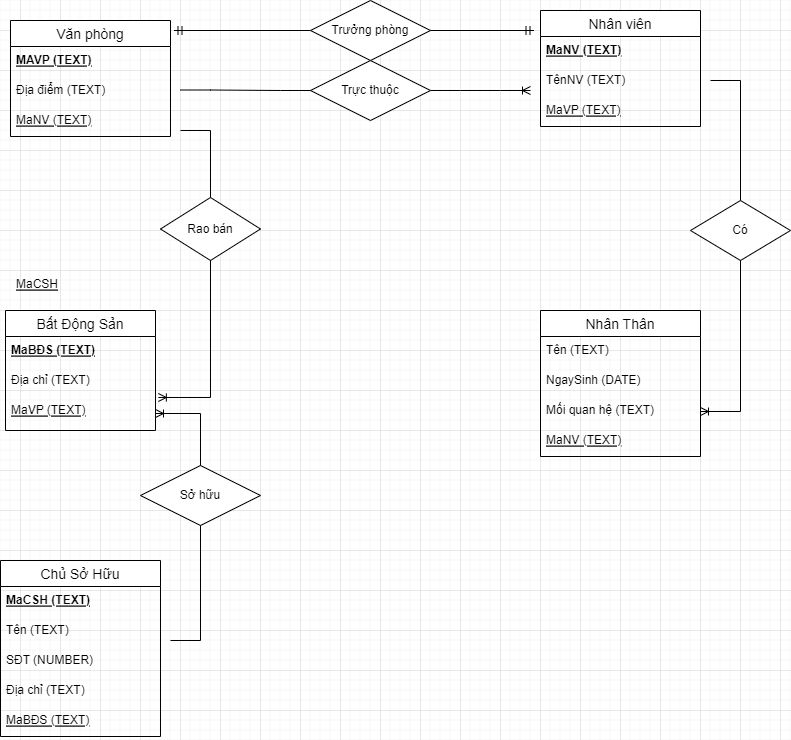 Văn phòng
MAVP (TEXT)
Địa điểm (TEXT)
MaNV (TEXT)
Trưởng phòng
Trực thuộc
Nhân viên
MaNV (TEXT)
TênNV (TEXT)
MaVP (TEXT)
Rao bán
Có
MaCSH
Bất Động Sản
MaBĐS (TEXT)
Địa chỉ (TEXT)
MaVP (TEXT)
Nhân Thân
Tên (TEXT)
NgaySinh (DATE)
Mối quan hệ (TEXT)
MaNV (TEXT)
Sở hữu
Chủ Sở Hữu
MaCSH (TEXT)
Tên (TEXT)
SĐT (NUMBER)
Địa chỉ (TEXT)
MaBĐS (TEXT)